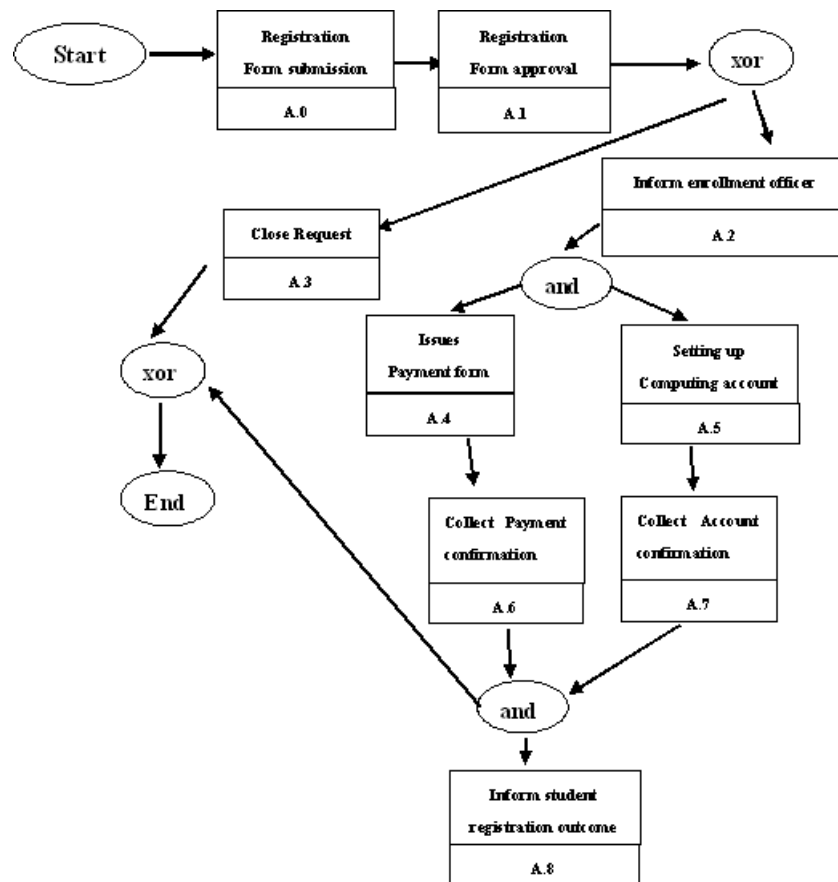 Start
Registration
Form submission
A.0
Registration
Form approval
A.1
xor
Inform enrollment officer
A.2
Close Request
A.3
and
Issues
Payment form
A.4
Setting up
Computing account
A.5
xor
End
Collect Payment
confirmation
A.6
Collect Account
confirmation
A.7
and
Inform student
registration outcome
A.8